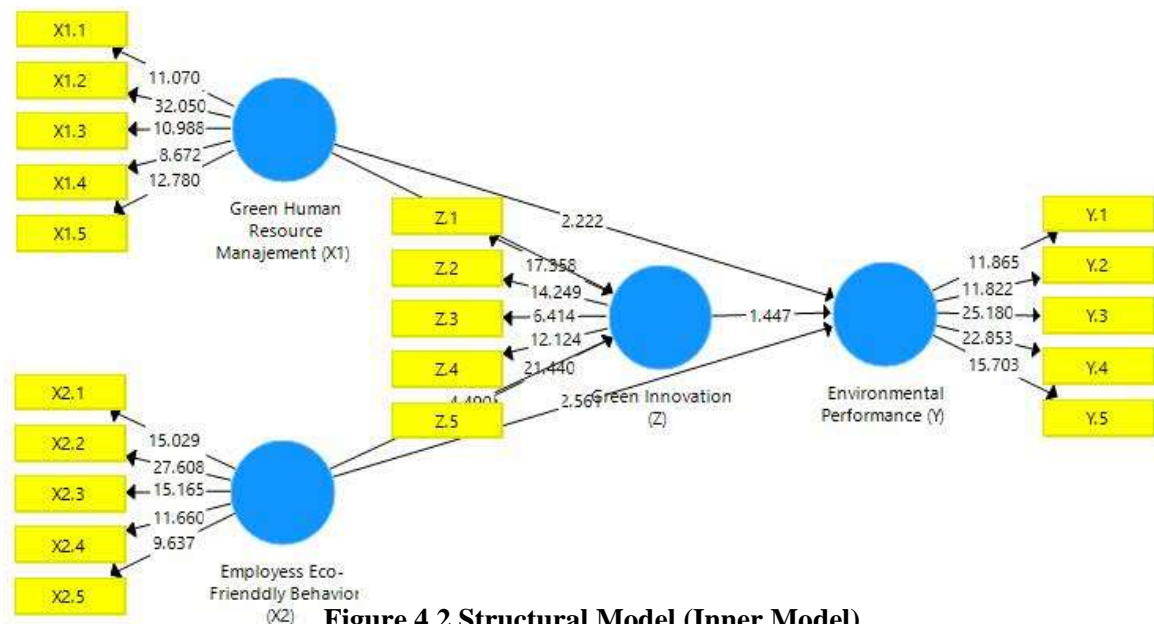 X1.1
X1.2
X1.3
X1.4
X1.5
11.070
32.050
10.988
8.672
12.780
Green Human
Resource
Manajement (X1)
2.222
Z.1
Z.2
Z.3
Z.4
Z.5
17.358
14.249
6.414
12.124
21.440
1.447
Green Innovation
(Z)
Environmental
Performance (Y)
Y.1
Y.2
Y.3
Y.4
Y.5
11.865
11.822
25.180
22.853
15.703
X2.1
X2.2
X2.3
X2.4
X2.5
15.029
27.608
15.165
11.660
9.637
Employess Eco-
Frienddly Behavior
(X2)
Figure 4.2 Structural Model (Inner Model)